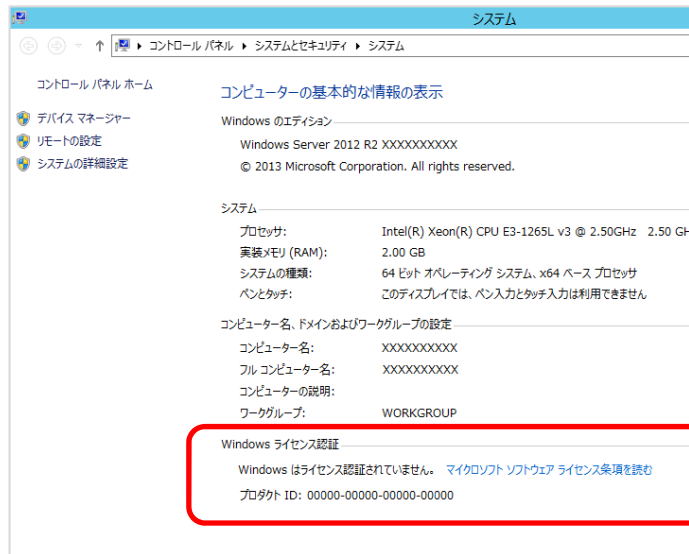 システム
コントロール パネル システムとセキュリティ システム
コントロール パネル ホーム
デバイス マネージャー
リモートの設定
システムの詳細設定
コンピューターの基本的な情報の表示
Windows のエディション
Windows Server 2012 R2 XXXXXXXXXX
© 2013 Microsoft Corporation. All rights reserved.
システム
プロセッサ: Intel(R) Xeon(R) CPU E3-1265L v3 @ 2.50GHz 2.50 GH
実装メモリ (RAM): 2.00 GB
システムの種類: 64 ビット オペレーティング システム、x64 ベース プロセッサ
ペンとタッチ: このディスプレイでは、ペン入力とタッチ入力は利用できません
コンピューター名、ドメインおよびワークグループの設定
コンピューター名: XXXXXXXXXX
フル コンピューター名: XXXXXXXXXX
コンピューターの説明:
ワークグループ: WORKGROUP
Windows ライセンス認証
Windows はライセンス認証されていません。 マイクロソフト ソフトウェア ライセンス条項を読む
プロダクト ID: 00000-00000-00000-00000